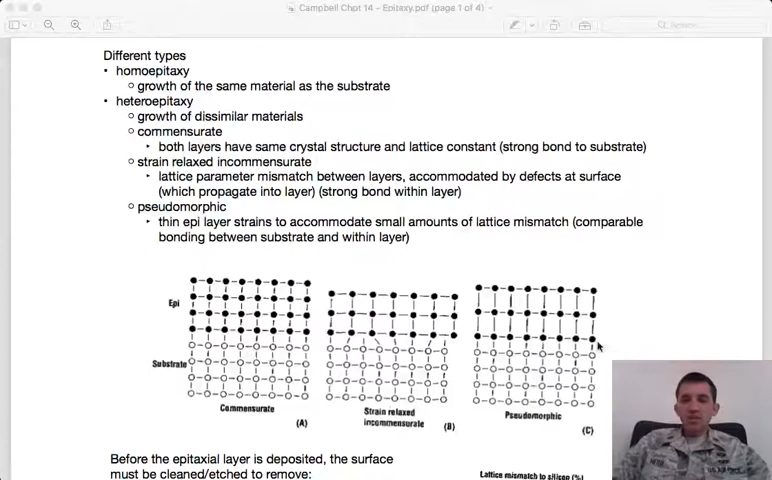 Campbell Chpt 14 - Epitaxy.pdf (page 1 of 4)
Search
Different types
• homoepitaxy
○ growth of the same material as the substrate
• heteroepitaxy
○ growth of dissimilar materials
○ commensurate
‣ both layers have same crystal structure and lattice constant (strong bond to substrate)
○ strain relaxed incommensurate
‣ lattice parameter mismatch between layers, accommodated by defects at surface
(which propagate into layer) (strong bond within layer)
○ pseudomorphic
‣ thin epi layer strains to accommodate small amounts of lattice mismatch (comparable
bonding between substrate and within layer)
Epi
Substrate
Commensurate
(A)
Strain relaxed
incommensurate
(B)
Pseudomorphic
(C)
Before the epitaxial layer is deposited, the surface
must be cleaned/etched to remove:
Lattice mismatch to silicon (%)